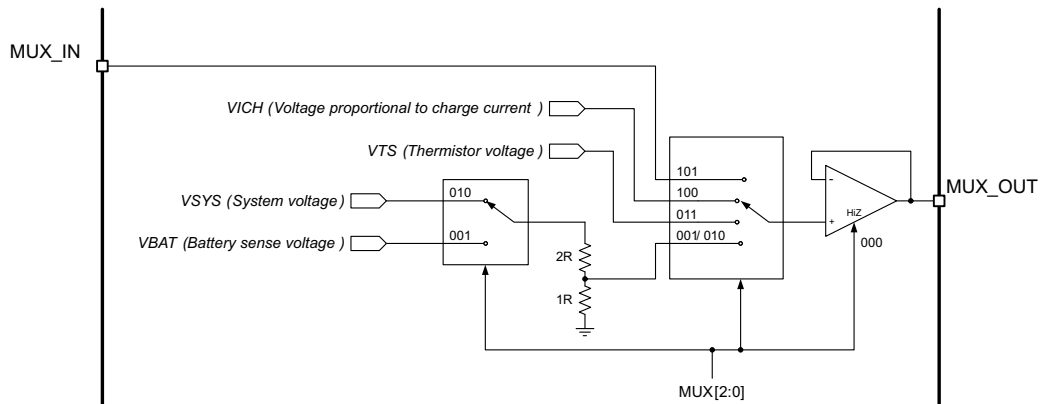 MUX_IN
VICH (Voltage proportional to charge current )
VTS (Thermistor voltage )
101
-
MUX_OUT
VSYS (System voltage)
010
100
HiZ
011
+
VBAT (Battery sense voltage )
001
001/ 010
000
2R
1R
MUX[2:0]